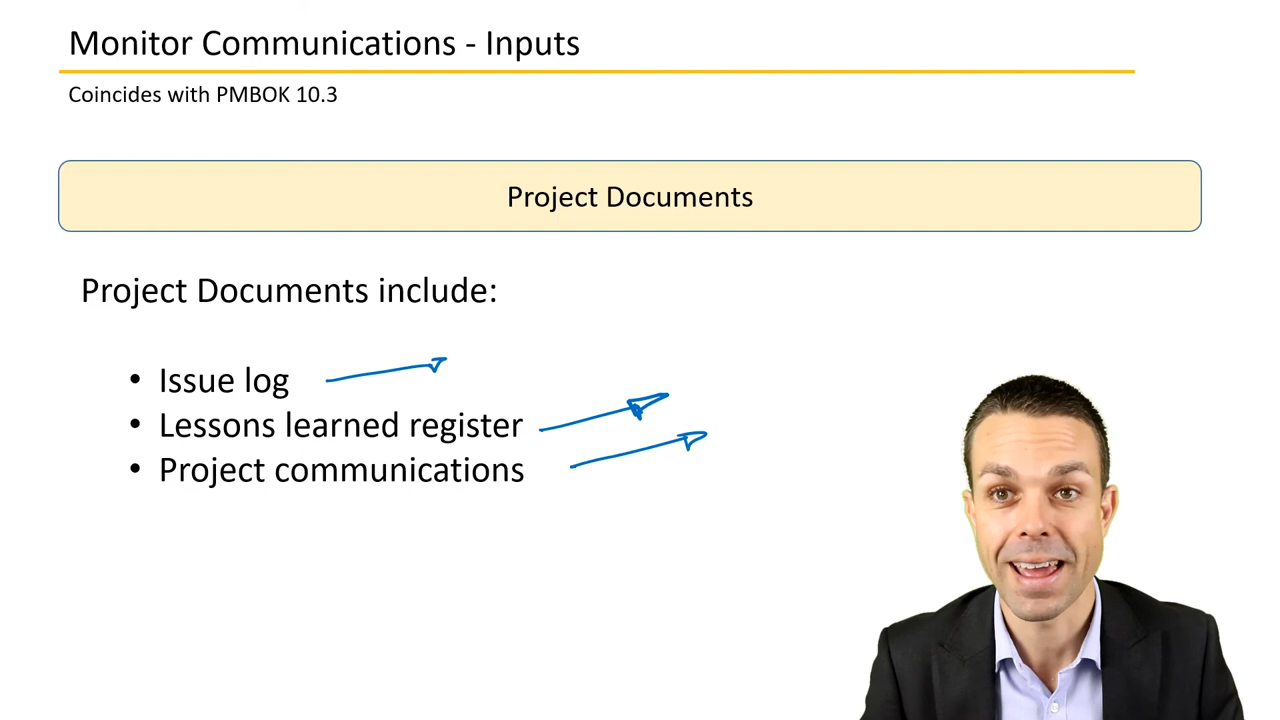 Monitor Communications - Inputs
Coincides with PMBOK 10.3
Project Documents
Project Documents include:
• Issue log
• Lessons learned register
• Project communications